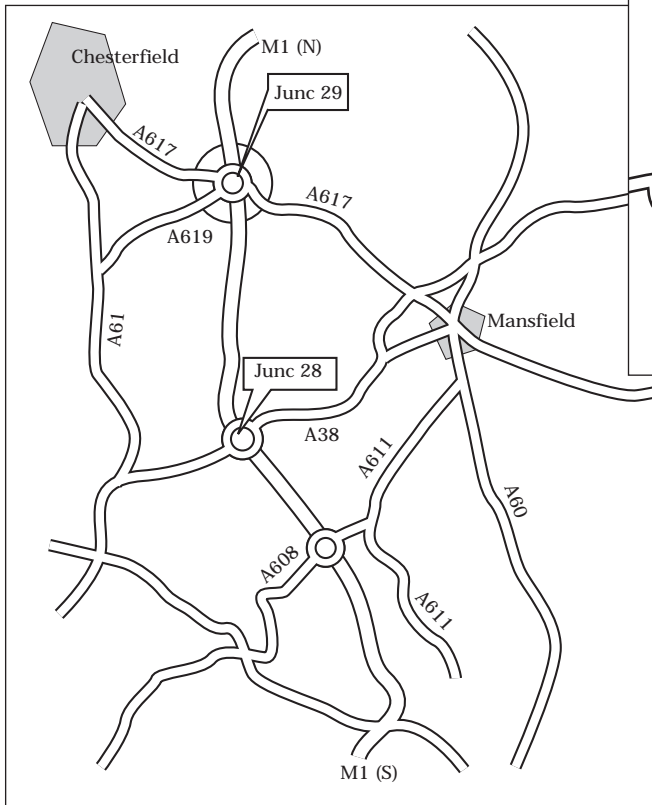 M1 (N)
Chesterfield
Junc 29
A617
A617
A619
Mansfield
A61
Junc 28
A38
A611
A60
A608
A611
M1 (S)